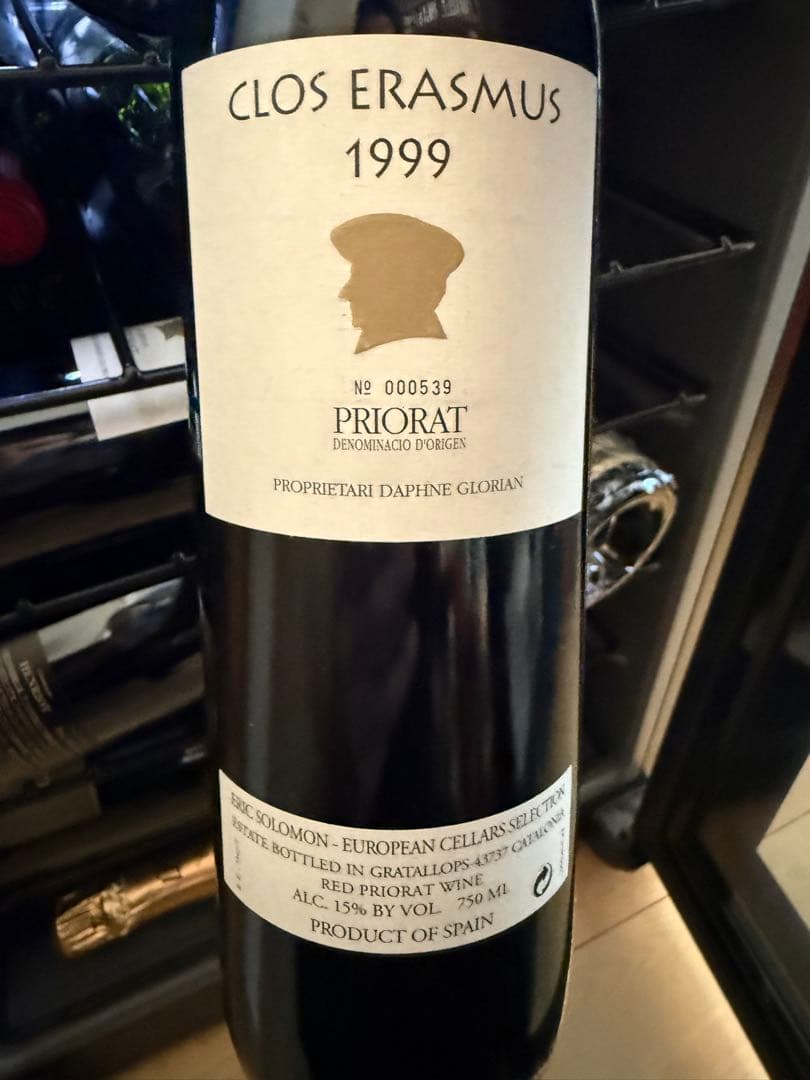 CLOS ERASMUS
1999
Nº 000539
PRIORAT
DENOMINACIO D'ORIGEN
PROPRIETARI DAPHNE GLORIAN
ERIC SOLOMON - EUROPEAN CELLARS SELECTION
ESTATE BOTTLED IN GRATALLOPS-43737 CATALONIA
RED PRIORAT WINE
ALC. 15% BY VOL. 750 ML
PRODUCT OF SPAIN